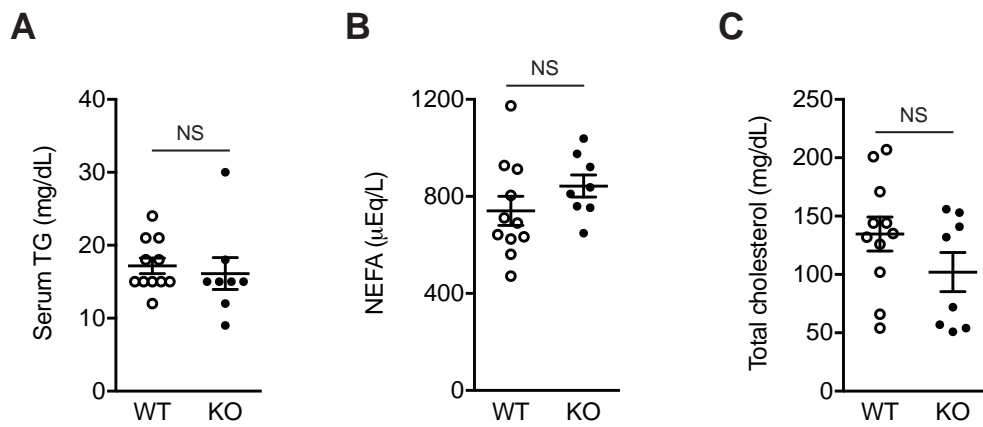 A
Serum TG (mg/dL)
40
30
20
10
0
NS
WT KO
B
NEFA (μEq/L)
1200
800
400
0
NS
WT KO
C
Total cholesterol (mg/dL)
250
200
150
100
50
0
NS
WT KO